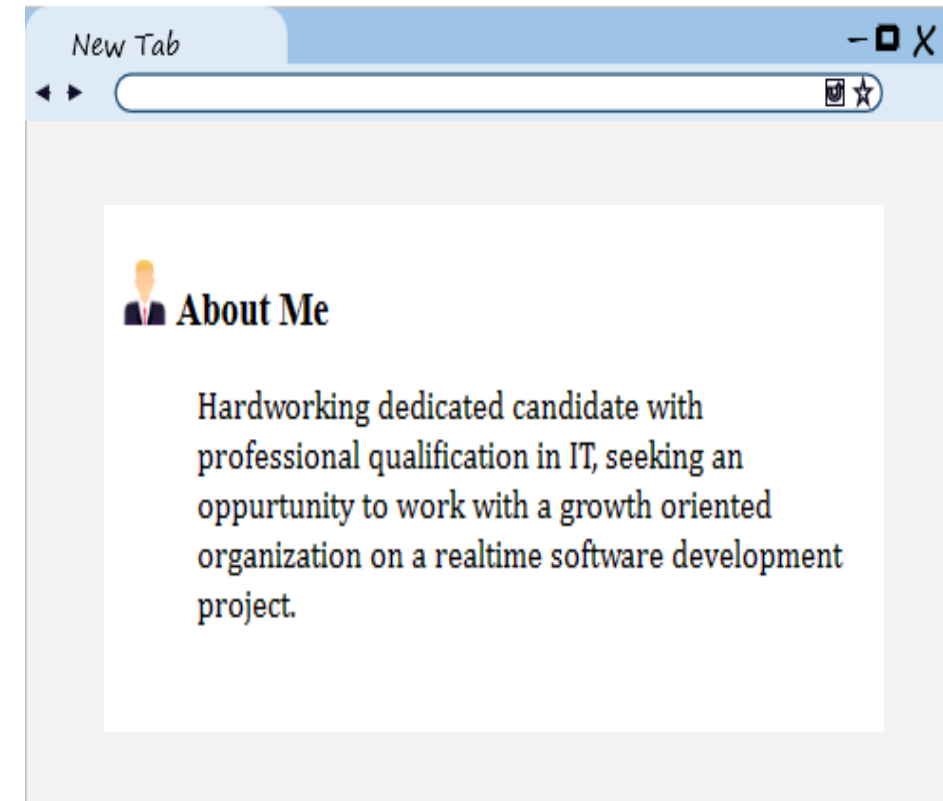 New Tab
About Me
Hardworking dedicated candidate with
professional qualification in IT, seeking an
oppurtunity to work with a growth oriented
organization on a realtime software development
project.